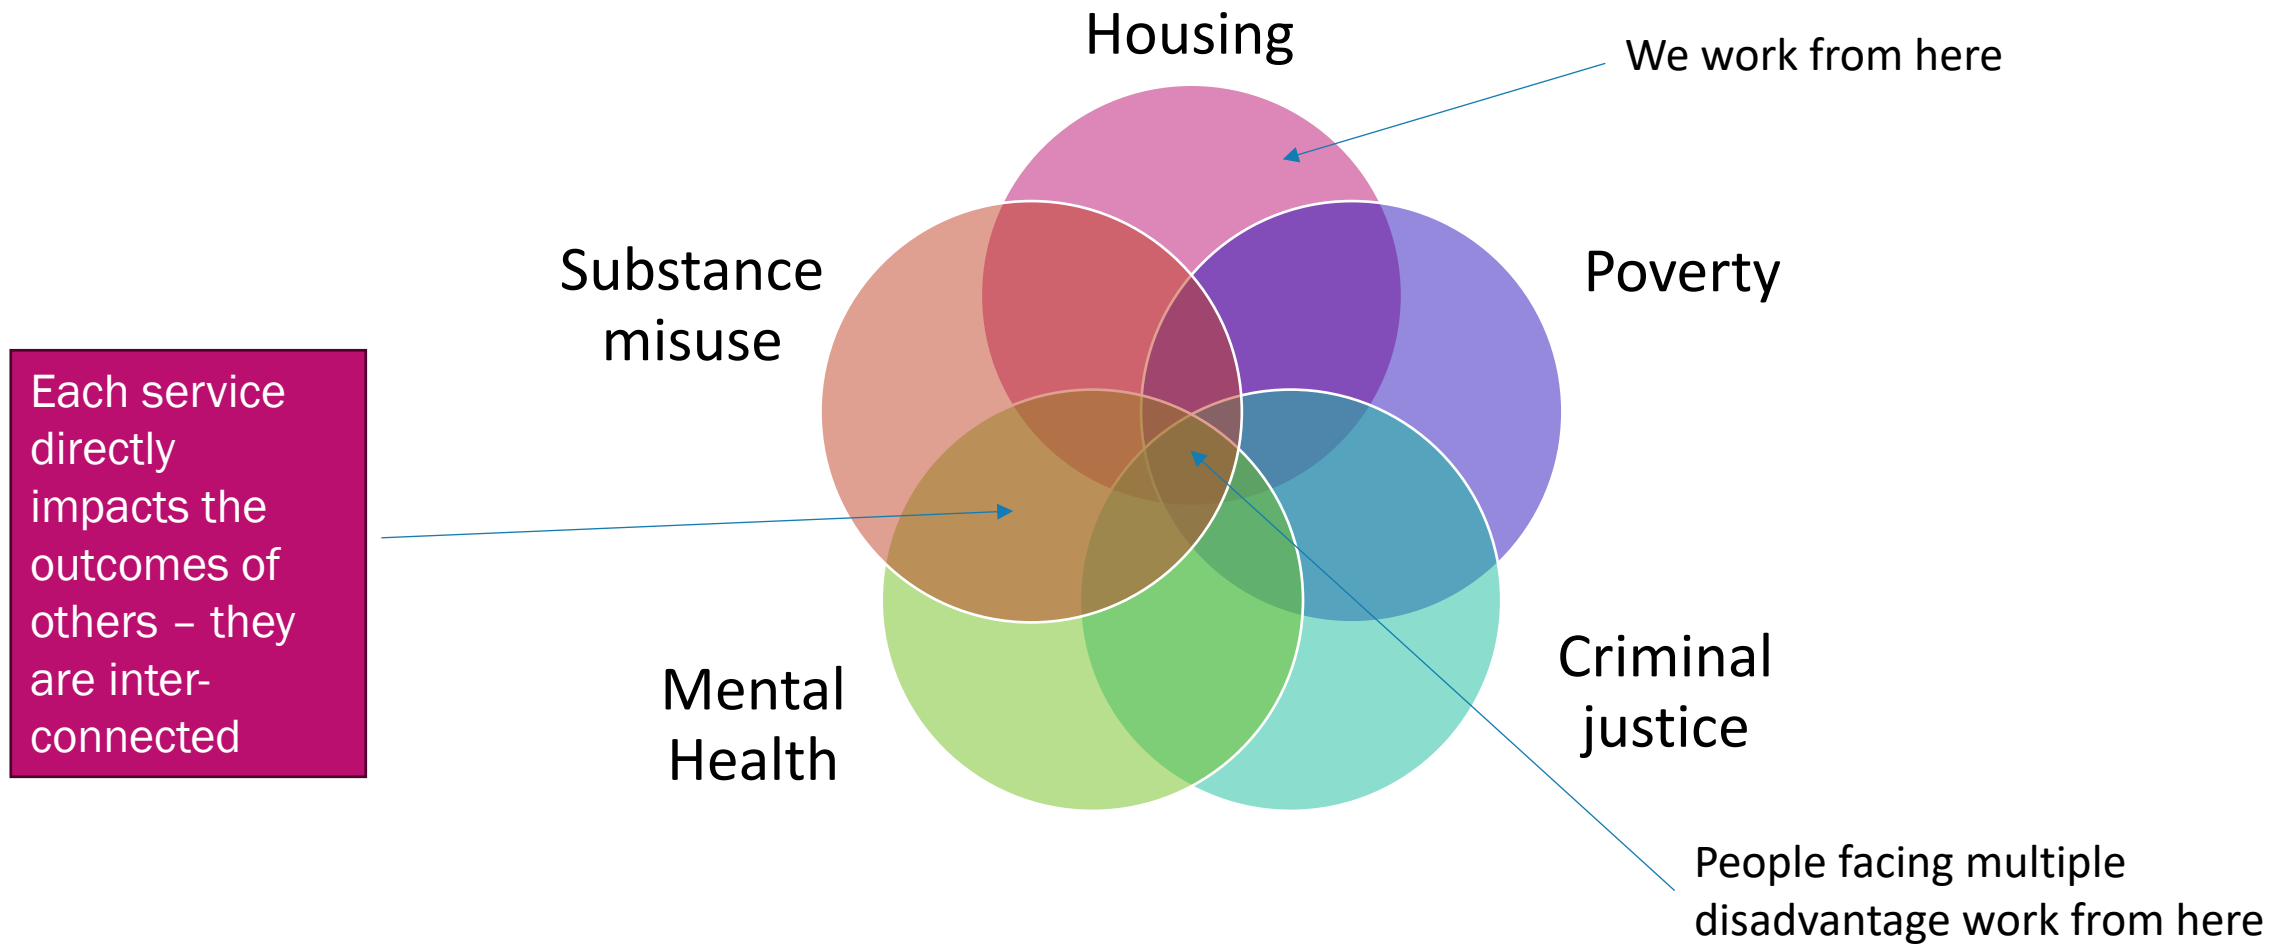 Housing
We work from here
Substance
misuse
Poverty
Each service
directly
impacts the
outcomes of
others – they
are inter-
connected
Mental
Health
Criminal
justice
People facing multiple
disadvantage work from here